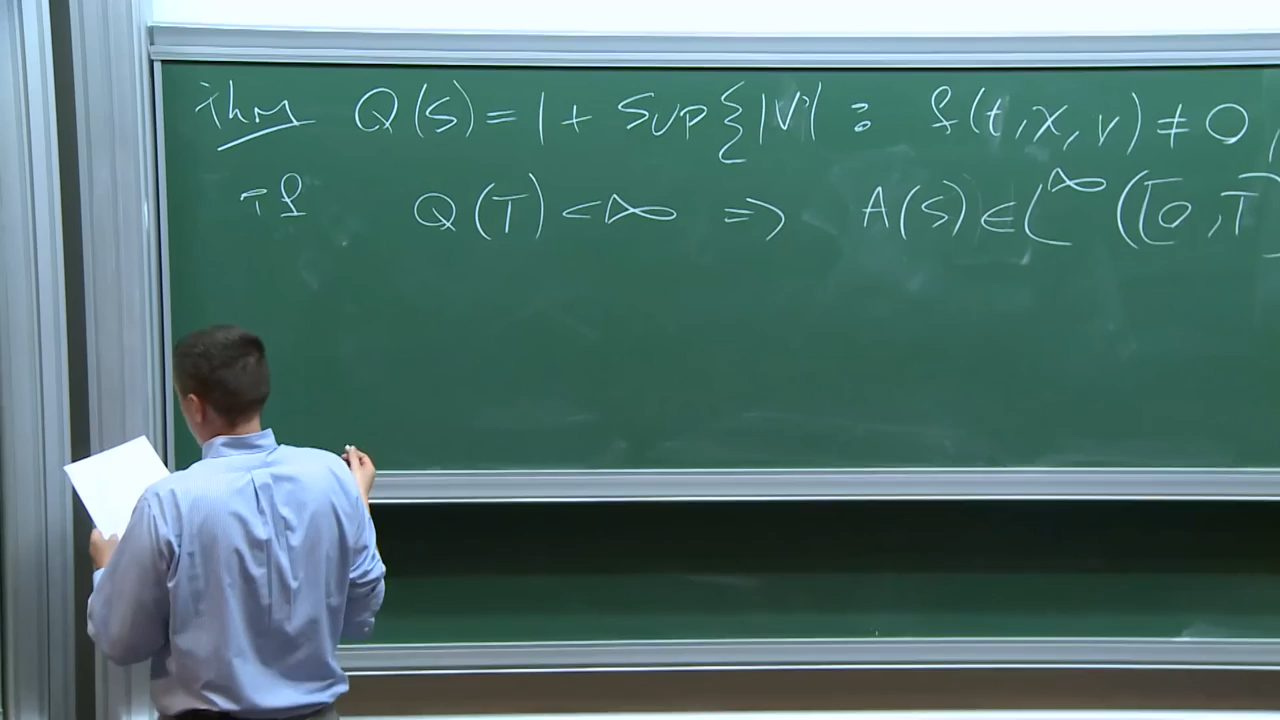 Thm Q(s) = 1 + sup{|v| : f(t,x,v) ≠ 0,
if Q(T) < ∞ => A(s) ∈ L^∞([0,T]